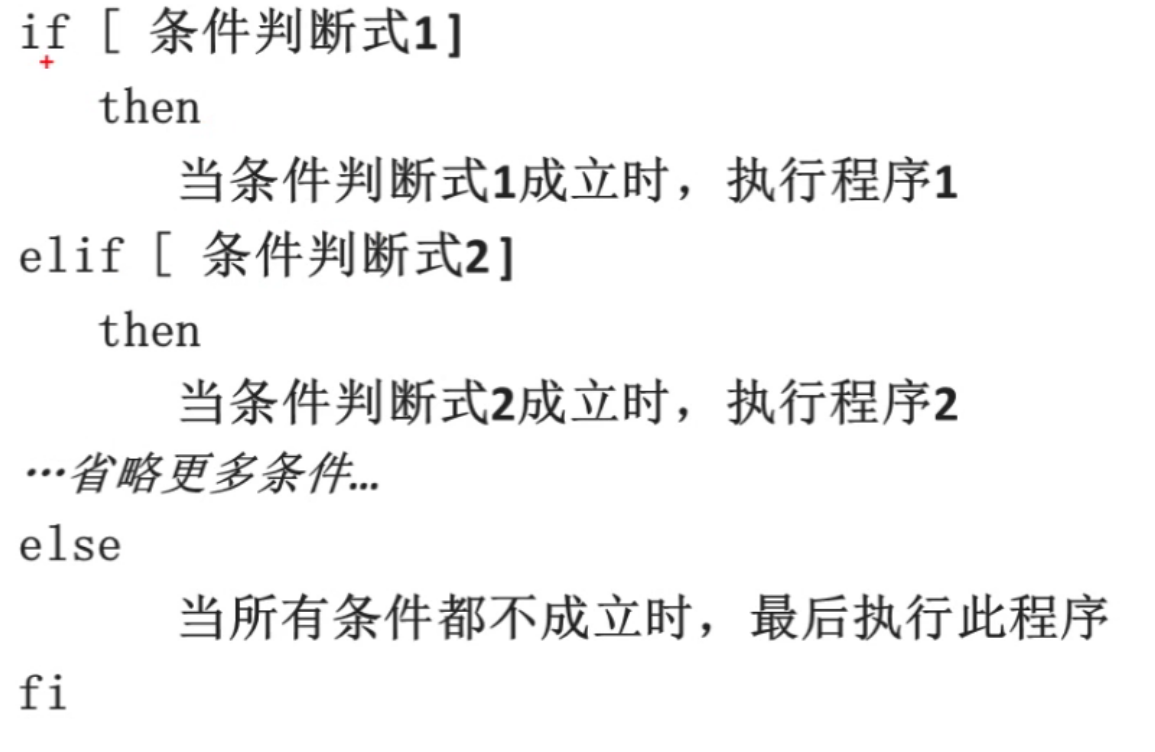 if [ 条件判断式1]
then
当条件判断式1成立时，执行程序1
elif [ 条件判断式2]
then
当条件判断式2成立时，执行程序2
…省略更多条件…
else
当所有条件都不成立时，最后执行此程序
fi